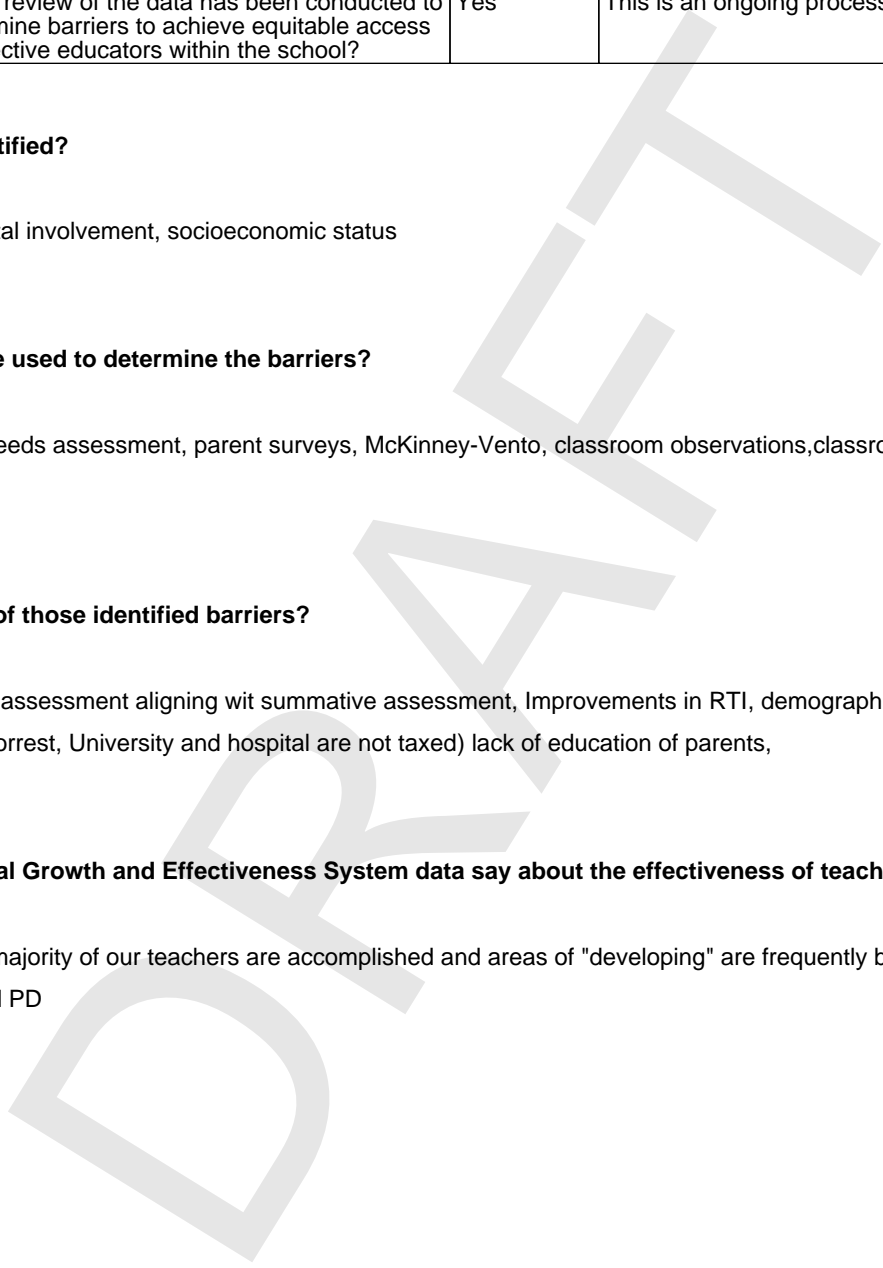 review of the data has been conducted to Yes This is an ongoing process
mine barriers to achieve equitable access
ctive educators within the school?
tified?
tal involvement, socioeconomic status
e used to determine the barriers?
eeds assessment, parent surveys, McKinney-Vento, classroom observations,classro
of those identified barriers?
assessment aligning wit summative assessment, Improvements in RTI, demograph
orrest, University and hospital are not taxed) lack of education of parents,
al Growth and Effectiveness System data say about the effectiveness of teach
majority of our teachers are accomplished and areas of "developing" are frequently b
PD
DRAFT